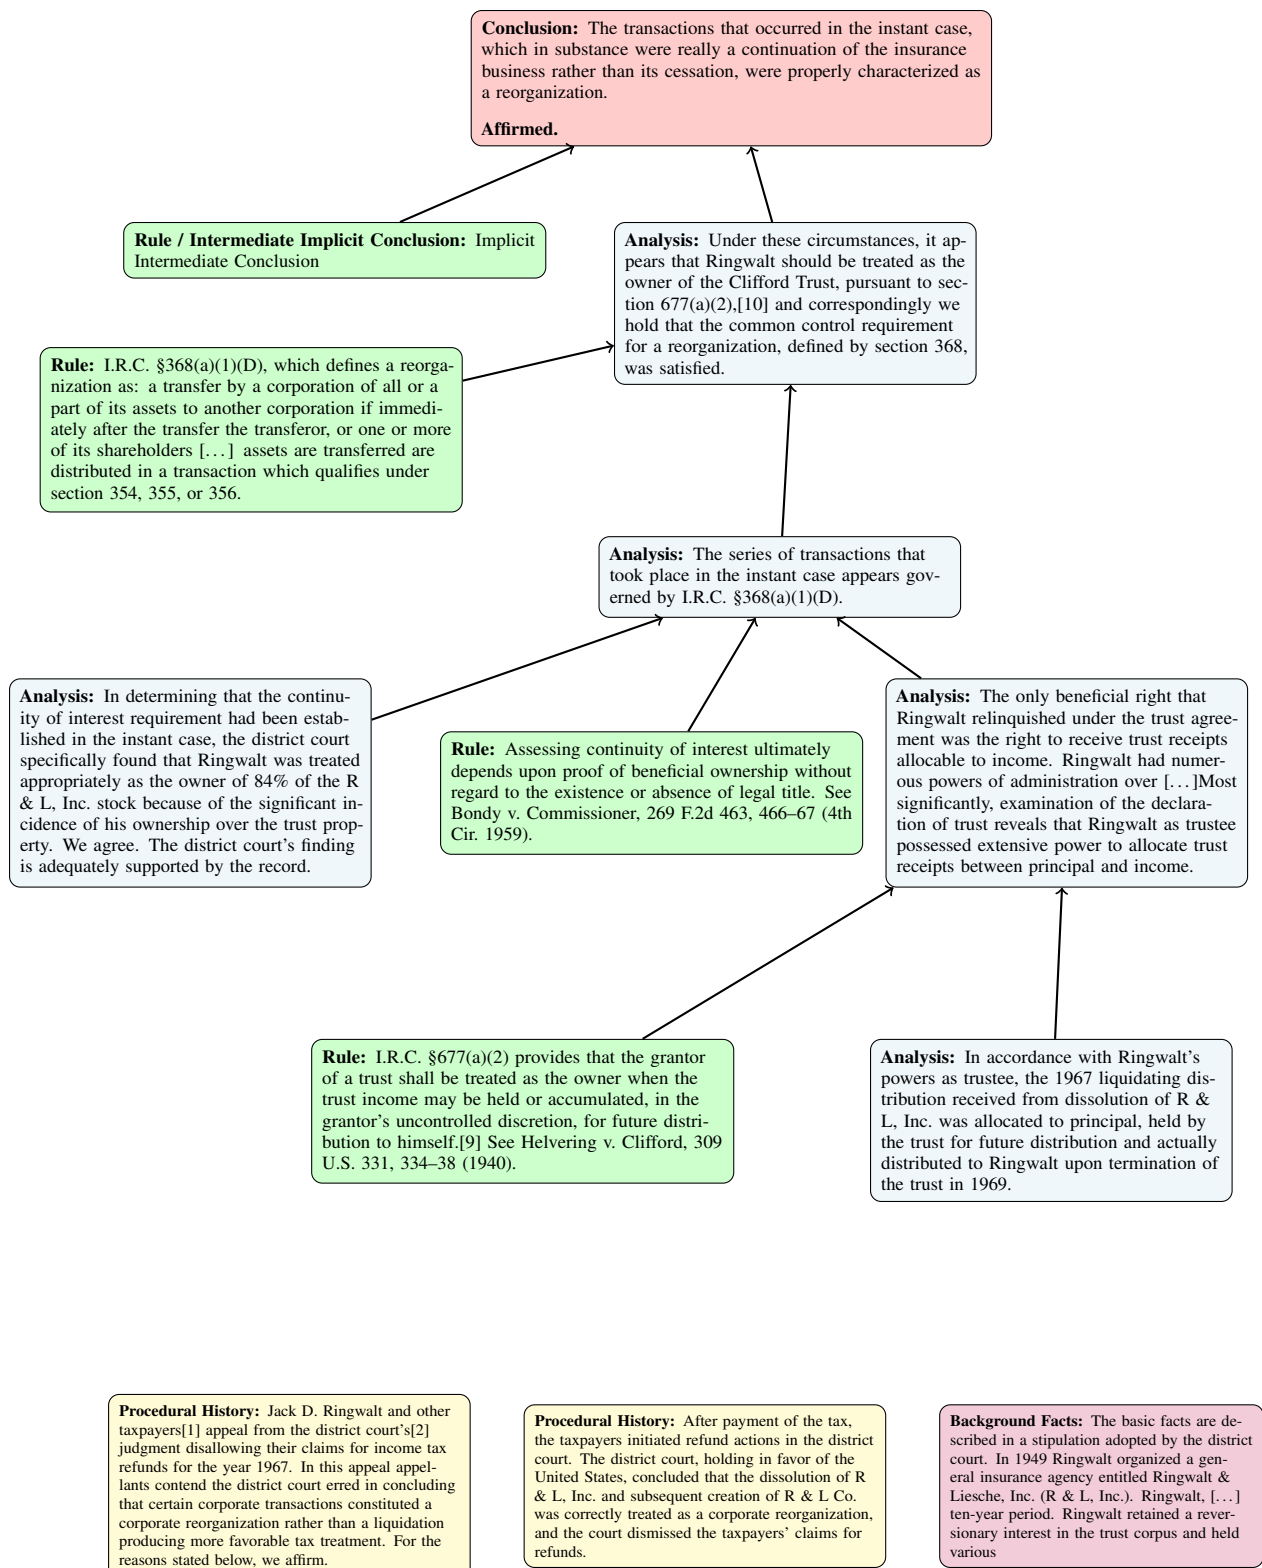 Conclusion: The transactions that occurred in the instant case,
which in substance were really a continuation of the insurance
business rather than its cessation, were properly characterized as
a reorganization.
Affirmed.
Rule / Intermediate Implicit Conclusion: Implicit
Intermediate Conclusion
Analysis: Under these circumstances, it ap-
pears that Ringwalt should be treated as the
owner of the Clifford Trust, pursuant to sec-
tion 677(a)(2),[10] and correspondingly we
hold that the common control requirement
for a reorganization, defined by section 368,
was satisfied.
Rule: I.R.C. §368(a)(1)(D), which defines a reorga-
nization as: a transfer by a corporation of all or a
part of its assets to another corporation if immedi-
ately after the transfer the transferor, or one or more
of its shareholders [...] assets are transferred are
distributed in a transaction which qualifies under
section 354, 355, or 356.
Analysis: The series of transactions that
took place in the instant case appears gov-
erned by I.R.C. §368(a)(1)(D).
Analysis: In determining that the continu-
ity of interest requirement had been estab-
lished in the instant case, the district court
specifically found that Ringwalt was treated
appropriately as the owner of 84% of the R
& L, Inc. stock because of the significant in-
cidence of his ownership over the trust prop-
erty. We agree. The district court's finding
is adequately supported by the record.
Rule: Assessing continuity of interest ultimately
depends upon proof of beneficial ownership without
regard to the existence or absence of legal title. See
Bondy v. Commissioner, 269 F.2d 463, 466–67 (4th
Cir. 1959).
Analysis: The only beneficial right that
Ringwalt relinquished under the trust agree-
ment was the right to receive trust receipts
allocable to income. Ringwalt had numer-
ous powers of administration over [...]Most
significantly, examination of the declara-
tion of trust reveals that Ringwalt as trustee
possessed extensive power to allocate trust
receipts between principal and income.
Rule: I.R.C. §677(a)(2) provides that the grantor
of a trust shall be treated as the owner when the
trust income may be held or accumulated, in the
grantor's uncontrolled discretion, for future distri-
bution to himself.[9] See Helvering v. Clifford, 309
U.S. 331, 334–38 (1940).
Analysis: In accordance with Ringwalt's
powers as trustee, the 1967 liquidating dis-
tribution received from dissolution of R &
L, Inc. was allocated to principal, held by
the trust for future distribution and actually
distributed to Ringwalt upon termination of
the trust in 1969.
Procedural History: Jack D. Ringwalt and other
taxpayers[1] appeal from the district court's[2]
judgment disallowing their claims for income tax
refunds for the year 1967. In this appeal appel-
lants contend the district court erred in concluding
that certain corporate transactions constituted a
corporate reorganization rather than a liquidation
producing more favorable tax treatment. For the
reasons stated below, we affirm.
Procedural History: After payment of the tax,
the taxpayers initiated refund actions in the district
court. The district court, holding in favor of the
United States, concluded that the dissolution of R
& L, Inc. and subsequent creation of R & L Co.
was correctly treated as a corporate reorganization,
and the court dismissed the taxpayers' claims for
refunds.
Background Facts: The basic facts are de-
scribed in a stipulation adopted by the district
court. In 1949 Ringwalt organized a gen-
eral insurance agency entitled Ringwalt &
Liesche, Inc. (R & L, Inc.). Ringwalt, [...]
ten-year period. Ringwalt retained a rever-
sionary interest in the trust corpus and held
various